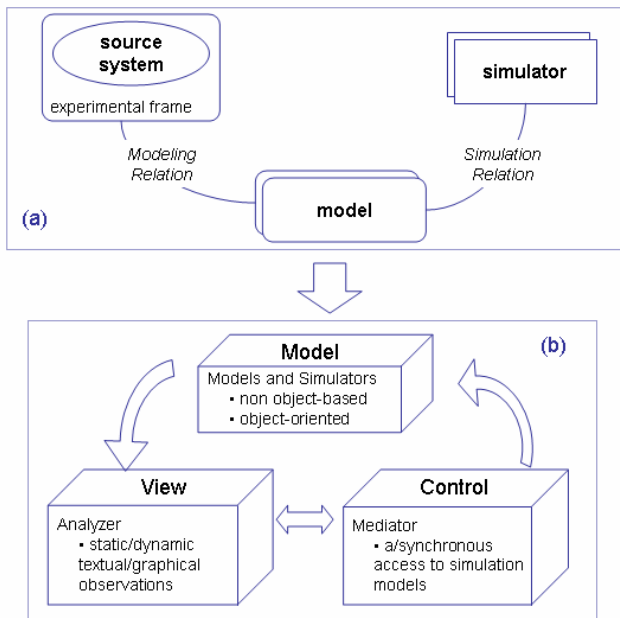 source
system
experimental frame
simulator
Modeling
Relation
Simulation
Relation
model
(a)
(b)
Model
Models and Simulators
▪ non object-based
▪ object-oriented
View
Analyzer
▪ static/dynamic
textual/graphical
observations
Control
Mediator
▪ a/synchronous
access to simulation
models